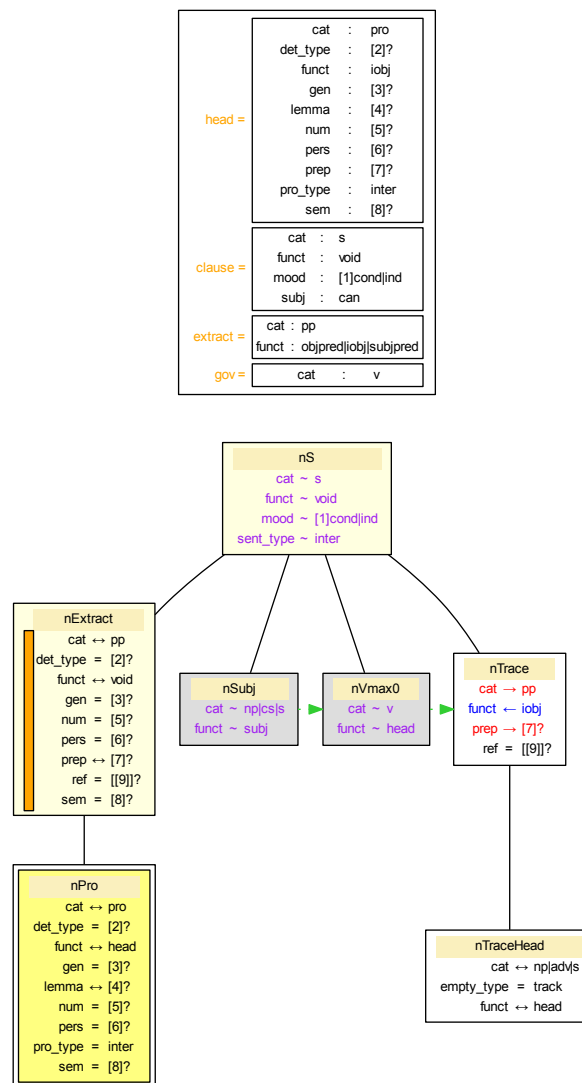 head =
cat : pro
det_type : [2]?
funct : iobj
gen : [3]?
lemma : [4]?
num : [5]?
pers : [6]?
prep : [7]?
pro_type : inter
sem : [8]?
clause =
cat : s
funct : void
mood : [1]cond|ind
subj : can
extract =
cat : pp
funct : objpred|iobj|subjpred
gov =
cat : v
nS
cat ~ s
funct ~ void
mood ~ [1]cond|ind
sent_type ~ inter
nExtract
cat ↔ pp
det_type = [2]?
funct ↔ void
gen = [3]?
num = [5]?
pers = [6]?
prep ↔ [7]?
ref = [[9]]?
sem = [8]?
nSubj
cat ~ np|cs|s
funct ~ subj
nVmax0
cat ~ v
funct ~ head
nTrace
cat → pp
funct ← iobj
prep → [7]?
ref = [[9]]?
nPro
cat ↔ pro
det_type = [2]?
funct ↔ head
gen = [3]?
lemma ↔ [4]?
num = [5]?
pers = [6]?
pro_type = inter
sem = [8]?
nTraceHead
cat ↔ np|adv|s
empty_type = track
funct ↔ head